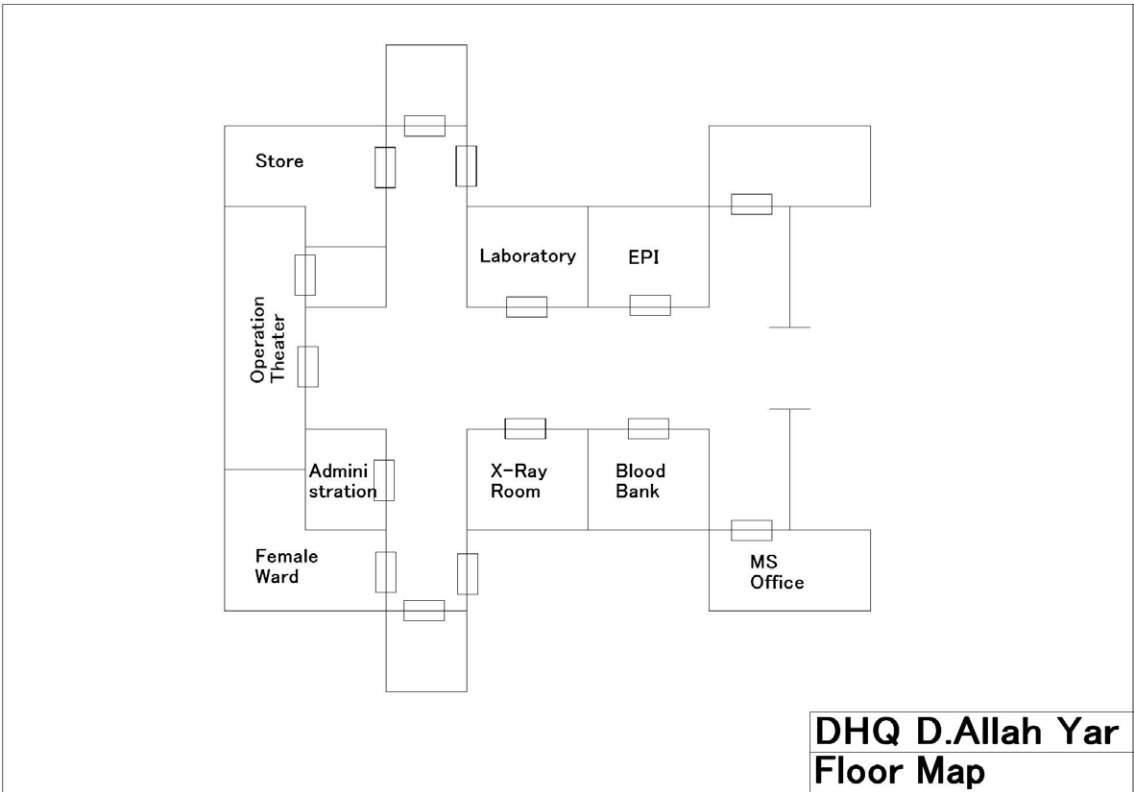 Store
Laboratory
EPI
Operation
Theater
Admini
stration
X-Ray
Room
Blood
Bank
Female
Ward
MS
Office
DHQ D.Allah Yar
Floor Map